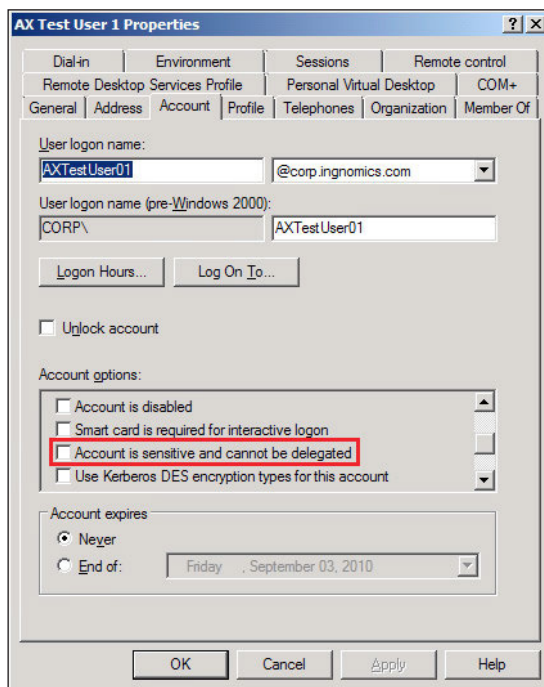 AX Test User 1 Properties
Dial-in Environment Sessions Remote control
Remote Desktop Services Profile Personal Virtual Desktop COM+
General Address Account Profile Telephones Organization Member Of
User logon name:
AXTestUser01 @corp.ingnomics.com
User logon name (pre-Windows 2000):
CORP\ AXTestUser01
Logon Hours... Log On To...
Unlock account
Account options:
Account is disabled
Smart card is required for interactive logon
Account is sensitive and cannot be delegated
Use Kerberos DES encryption types for this account
Account expires
Never
End of: Friday , September 03, 2010
OK Cancel Apply Help